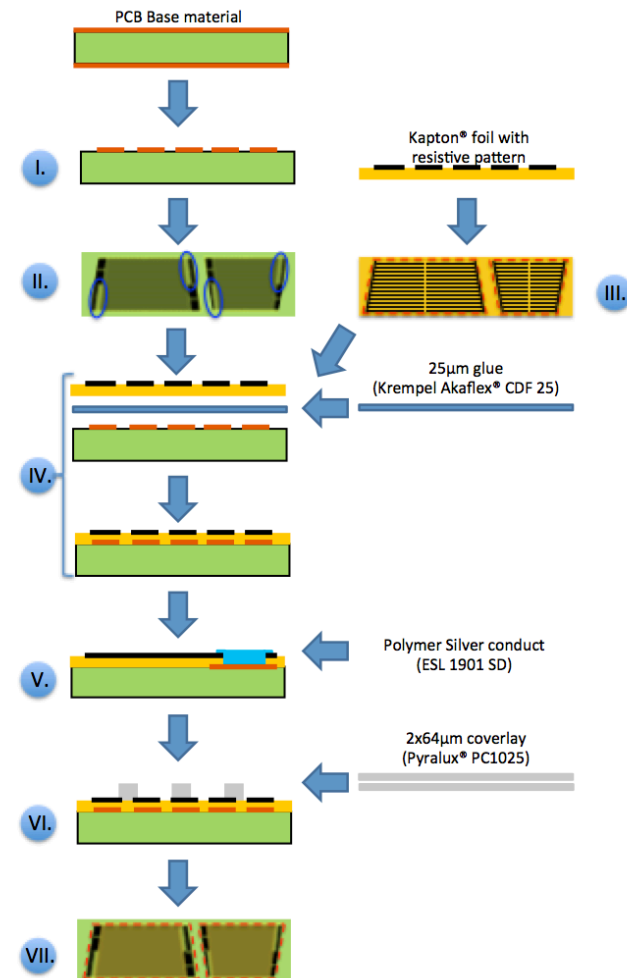 PCB Base material
I.
Kapton® foil with
resistive pattern
II.
III.
25µm glue
(Krempel Akaflex® CDF 25)
IV.
Polymer Silver conduct
(ESL 1901 SD)
V.
2x64µm coverlay
(Pyralux® PC1025)
VI.
VII.